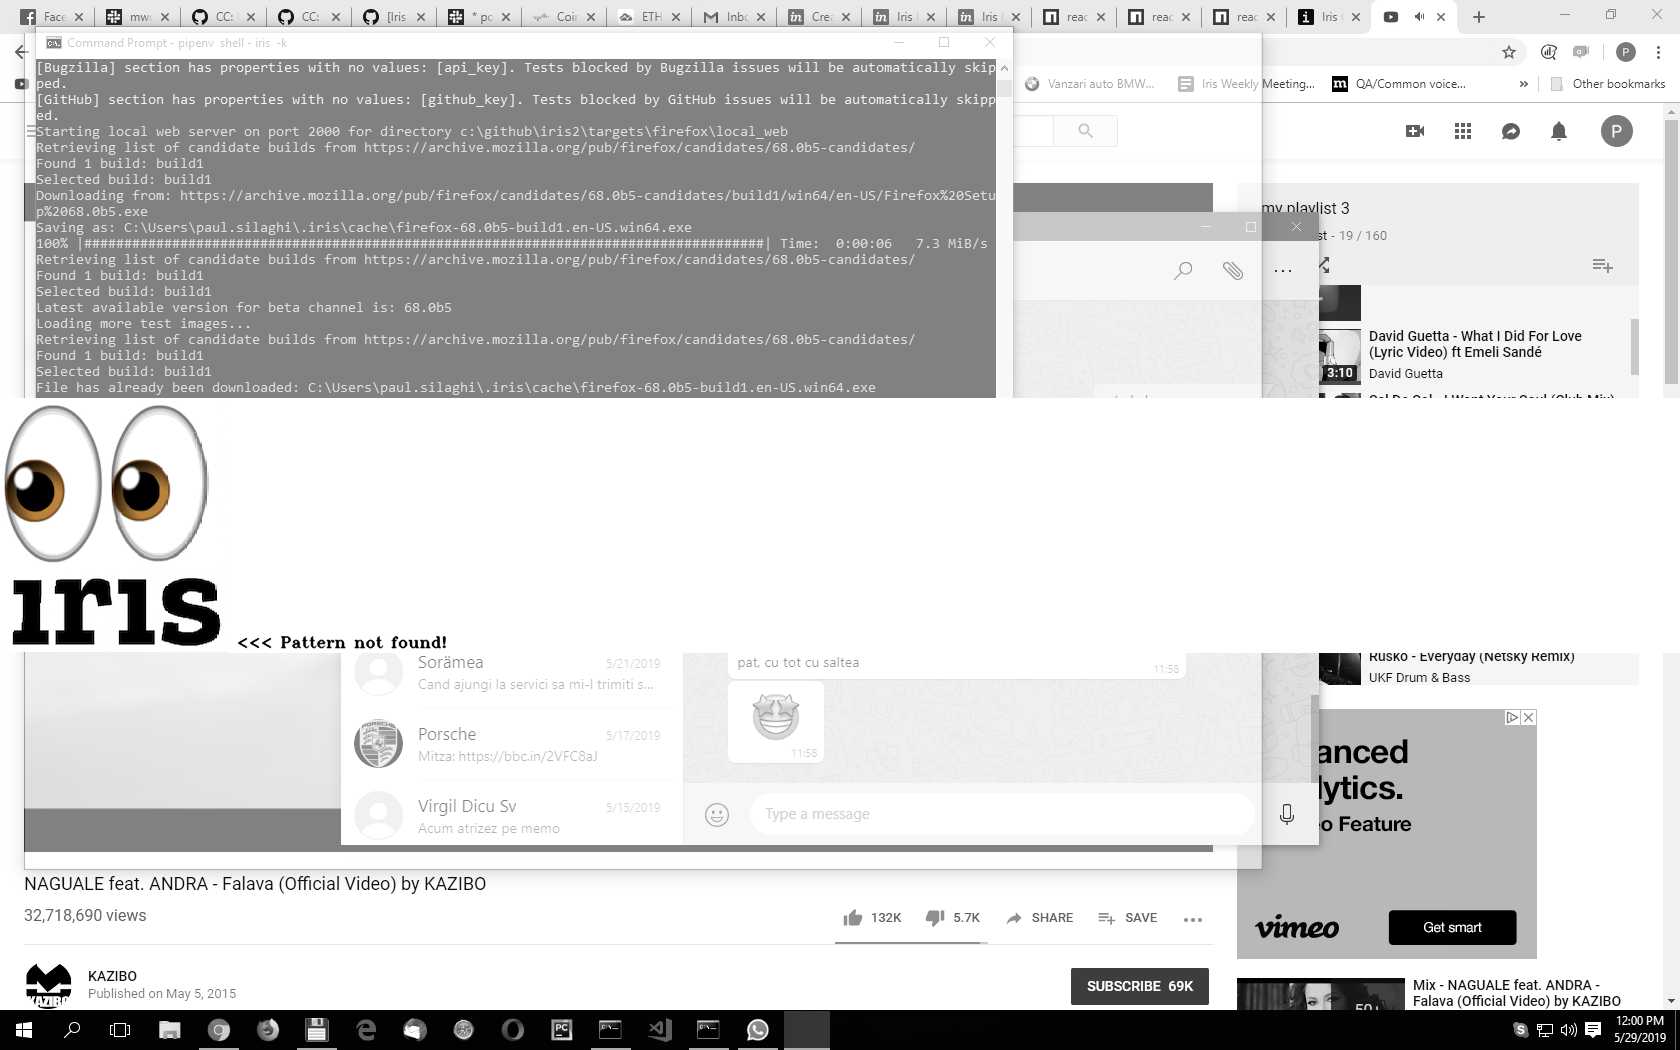 Face
mw
CC:
CC:
[Iris
* po
Coin
ETH
Inbo
Crea
Iris
Iris
reac
reac
reac
Iris
Command Prompt - pipenv shell - iris -k
[Bugzilla] section has properties with no values: [api_key]. Tests blocked by Bugzilla issues will be automatically skip
ped.
[GitHub] section has properties with no values: [github_key]. Tests blocked by GitHub issues will be automatically skipp
ed.
Starting local web server on port 2000 for directory c:\github\iris2\targets\firefox\local_web
Retrieving list of candidate builds from https://archive.mozilla.org/pub/firefox/candidates/68.0b5-candidates/
Found 1 build: build1
Selected build: build1
Downloading from: https://archive.mozilla.org/pub/firefox/candidates/68.0b5-candidates/build1/win64/en-US/Firefox%20Setu
p%2068.0b5.exe
Saving as: C:\Users\paul.silaghi\.iris\cache\firefox-68.0b5-build1.en-US.win64.exe
100% |#####################################################################################| Time:  0:00:06   7.3 MiB/s
Retrieving list of candidate builds from https://archive.mozilla.org/pub/firefox/candidates/68.0b5-candidates/
Found 1 build: build1
Selected build: build1
Latest available version for beta channel is: 68.0b5
Loading more test images...
Retrieving list of candidate builds from https://archive.mozilla.org/pub/firefox/candidates/68.0b5-candidates/
Found 1 build: build1
Selected build: build1
File has already been downloaded: C:\Users\paul.silaghi\.iris\cache\firefox-68.0b5-build1.en-US.win64.exe
Vanzari auto BMW...
Iris Weekly Meeting...
QA/Common voice...
» Other bookmarks
P
P
my playlist 3
st - 19 / 160
David Guetta - What I Did For Love
(Lyric Video) ft Emeli Sandé
David Guetta
3:10
iris
<<< Pattern not found!
Rusko - Everyday (Netsky Remix)
UKF Drum & Bass
Sorämea
5/21/2019
Cand ajungi la servici sa mi-l trimiti s...
Porsche
5/17/2019
Mitza: https://bbc.in/2VFC8aJ
Virgil Dicu Sv
5/15/2019
Acum atrizez pe memo
pat, cu tot cu saltea
11:55
11:55
Type a message
anced
lytics.
eo Feature
vimeo
Get smart
NAGUALE feat. ANDRA - Falava (Official Video) by KAZIBO
32,718,690 views
132K
5.7K
SHARE
SAVE
KAZIBO
KAZIBO
Published on May 5, 2015
SUBSCRIBE 69K
Mix - NAGUALE feat. ANDRA -
Falava (Official Video) by KAZIBO
50+
PC
12:00 PM
5/29/2019